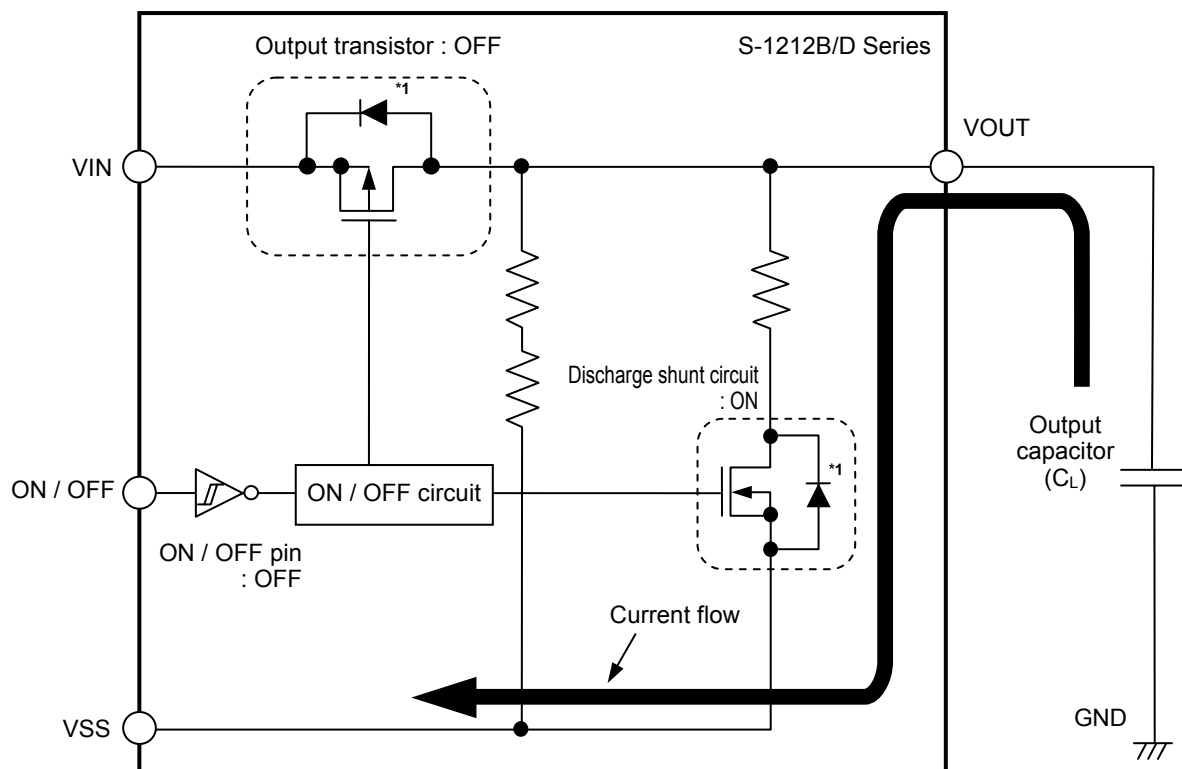 Output transistor : OFF
S-1212B/D Series
*1
VOUT
VIN
Discharge shunt circuit
: ON
*1
Output
capacitor
(CL)
ON / OFF
ON / OFF circuit
ON / OFF pin
: OFF
Current flow
VSS
GND